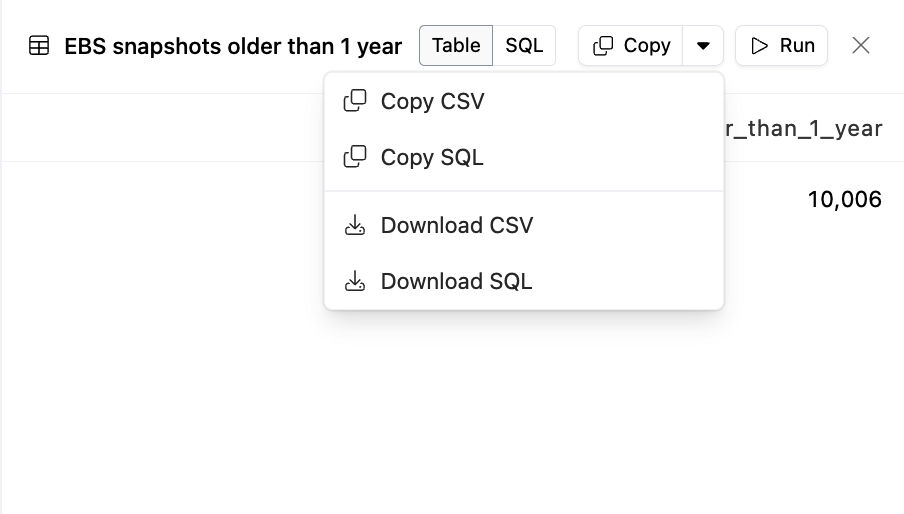 EBS snapshots older than 1 year Table SQL Copy Run
Copy CSV
r_than_1_year
Copy SQL
10,006
Download CSV
Download SQL